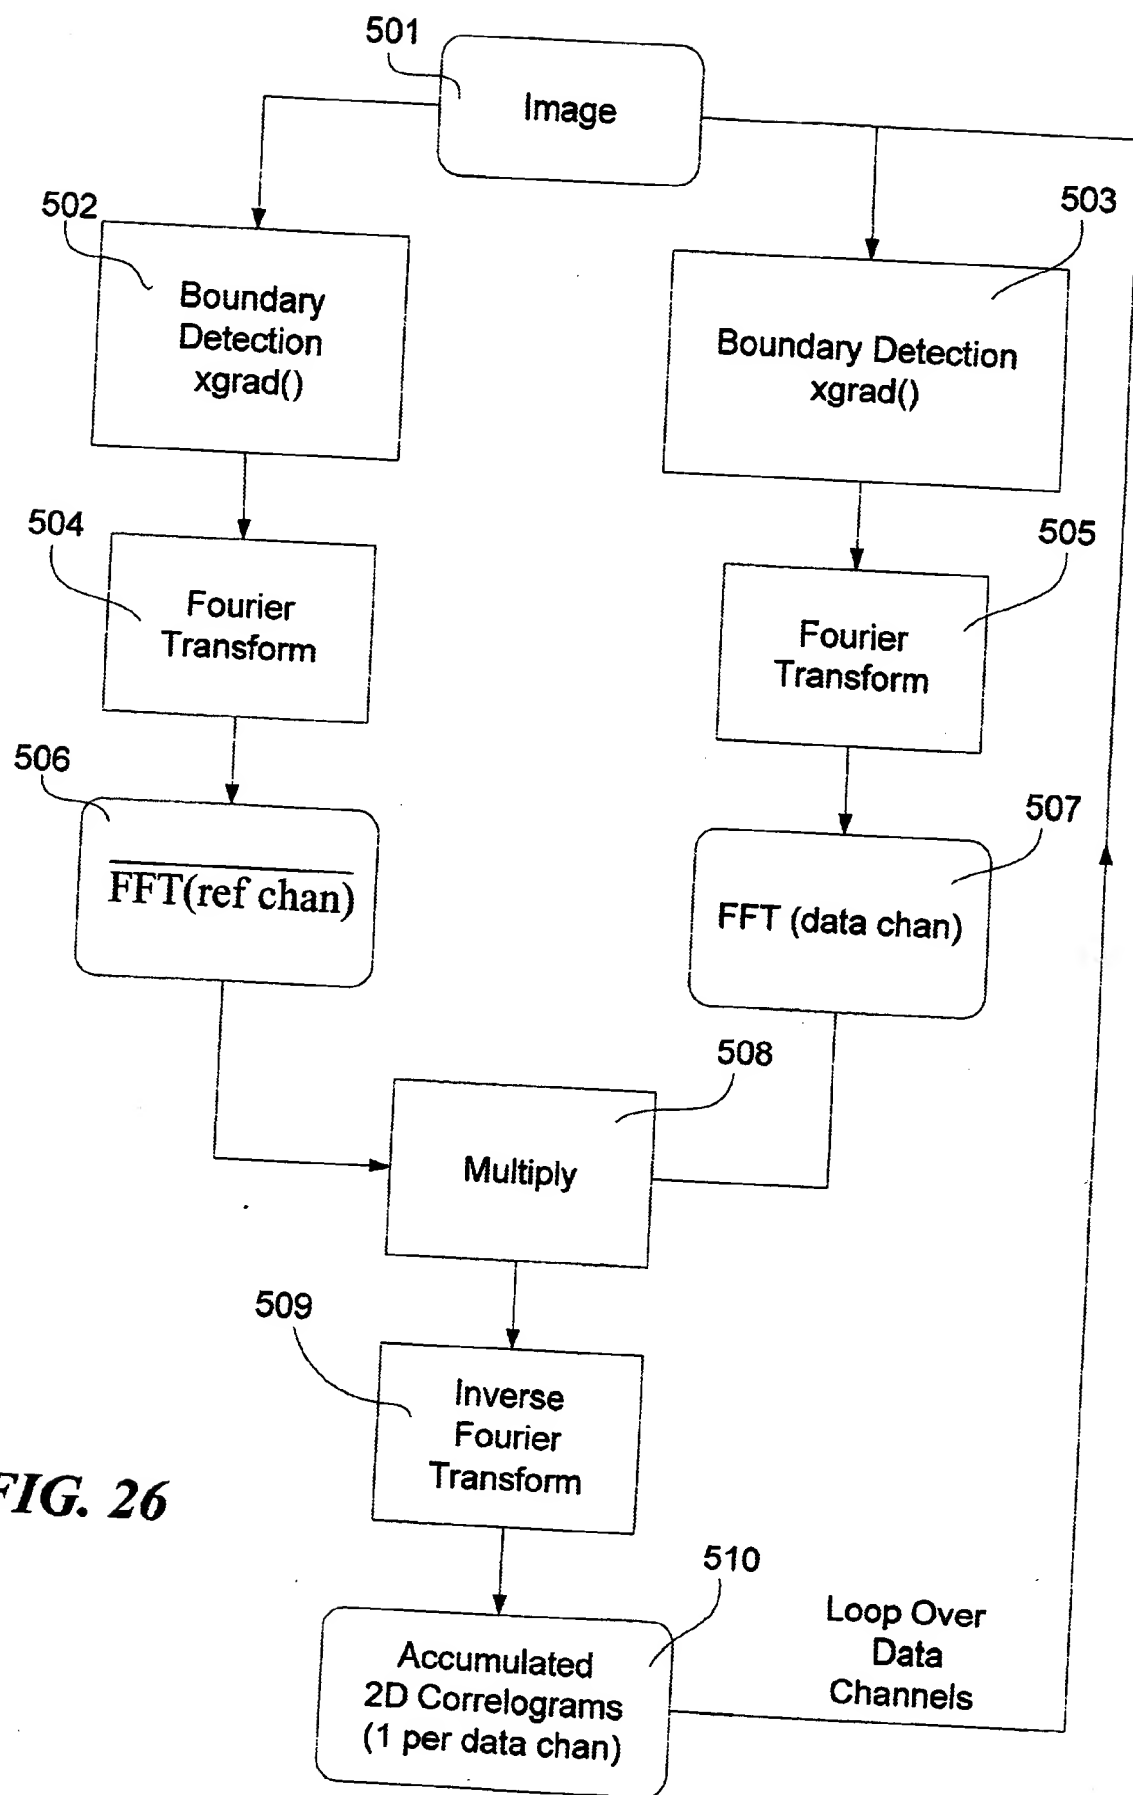 501
Image
502
Boundary
Detection
xgrad()
503
Boundary Detection
xgrad()
504
Fourier
Transform
505
Fourier
Transform
506
FFT(ref chan)
507
FFT (data chan)
508
Multiply
509
Inverse
Fourier
Transform
FIG. 26
510
Accumulated
2D Correlograms
(1 per data chan)
Loop Over
Data
Channels